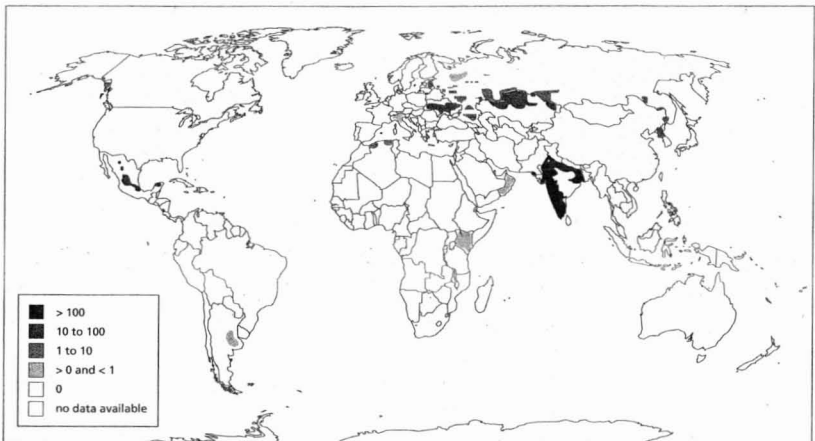 > 100
10 to 100
1 to 10
> 0 and < 1
0
no data available